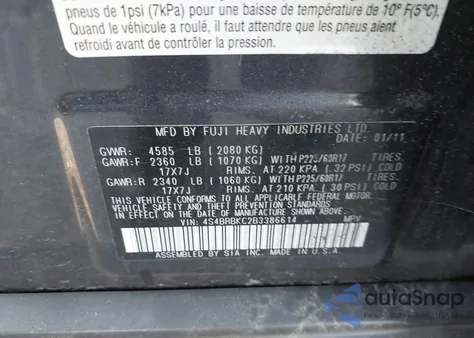 pneus de 1psi (7kPa) pour une baisse de température de 10° F(5°C).
Quand le véhicule a roulé, il faut attendre que les pneus aient
refroidi avant de contrôler la pression.
MFD BY FUJI HEAVY INDUSTRIES LTD.
DATE: 01/11
GVWR: 4585 LB (2080 KG)
GAWR:F 2360 LB (1070 KG) WITH P225/60R17 TIRES,
17X7J RIMS, AT 220 KPA ( 32 PSI)
GAWR:R 2340 LB (1060 KG) WITH P225/60R17 TIRES,
17X7J RIMS, AT 210 KPA ( 30 PSI)
THIS VEHICLE CONFORMS TO ALL APPLICABLE FEDERAL MOTOR
VEHICLE SAFETY AND THEFT PREVENTION STANDARDS IN
EFFECT ON THE DATE OF MANUFACTURE SHOWN ABOVE.
VIN: 4S4BRBKC2B3386614 MPV
ASSEMBLED BY SIA INC. MADE IN U.S.A.
autoSnap